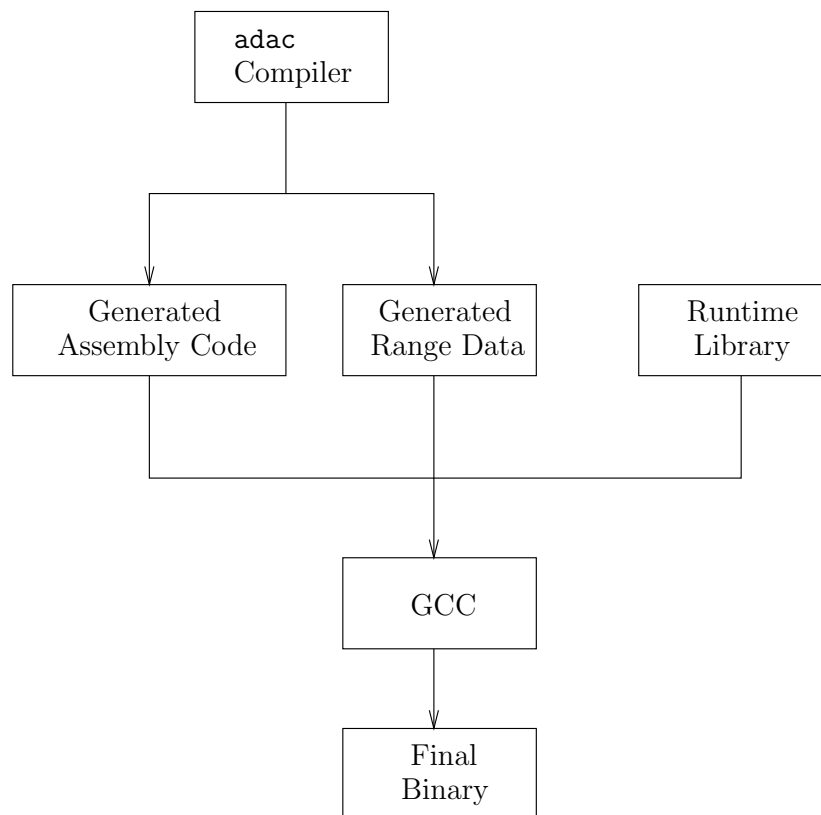 adac
Compiler
Generated
Assembly Code
Generated
Range Data
Runtime
Library
GCC
Final
Binary